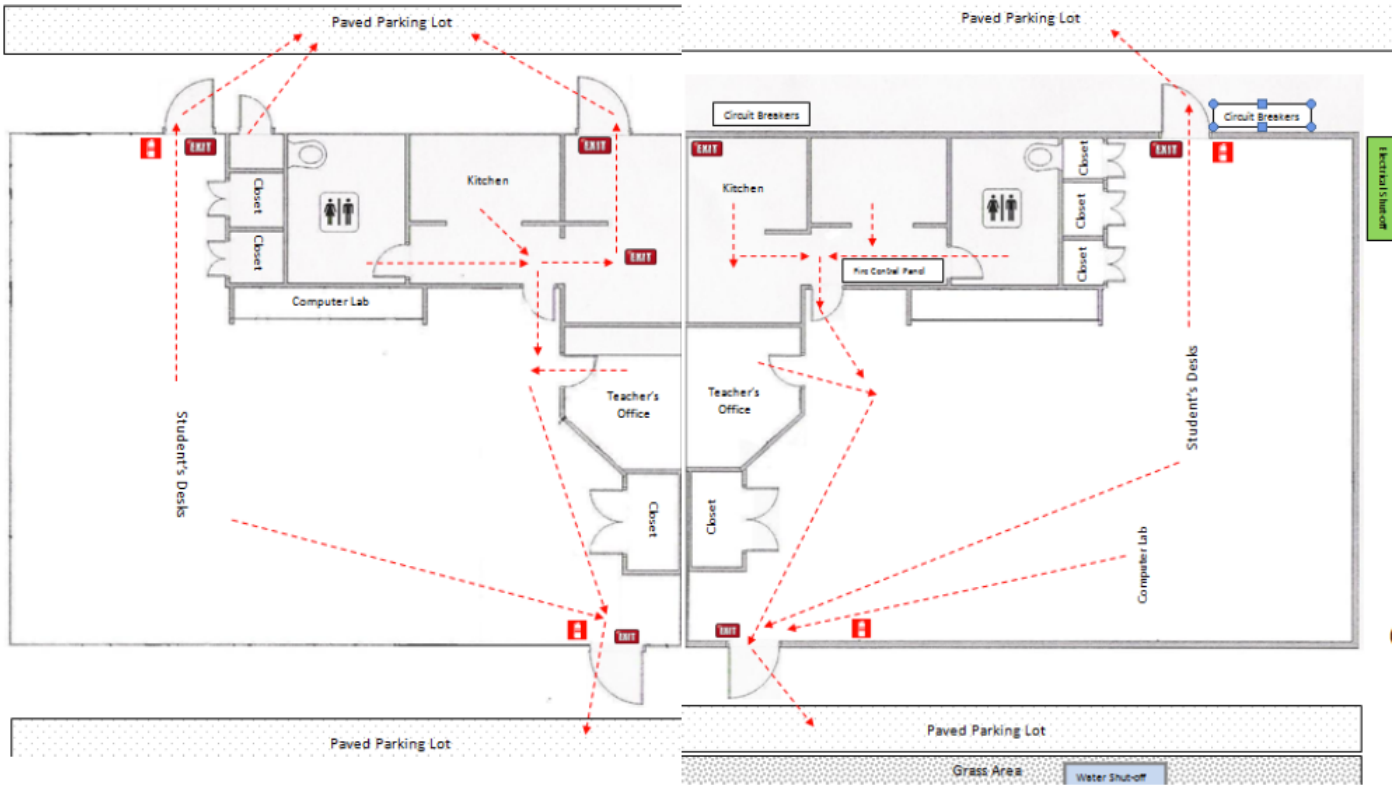 Paved Parking Lot
Paved Parking Lot
Circuit Breakers
Circuit Breakers
EXIT
EXIT
EXIT
EXIT
Electrical Shut-off
Kitchen
Kitchen
Closet
Closet
Closet
Closet
Closet
EXIT
Fire Control Panel
Computer Lab
Student's Desks
Student's Desks
Teacher's
Office
Teacher's
Office
Closet
Closet
Computer Lab
EXIT
EXIT
Paved Parking Lot
Paved Parking Lot
Grass Area
Water Shut-off